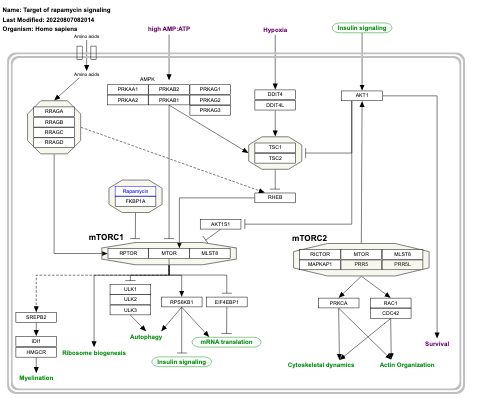 Name: Target of rapamycin signaling
Last Modified: 20220807082014
Organism: Homo sapiens
Amino acids
high AMP:ATP
Hypoxia
Insulin signaling
Amino acids
AMPK
PRKAA1 PRKAB2 PRKAG1
PRKAA2 PRKAB1 PRKAG2
PRKAG3
DDIT4
DDIT4L
AKT1
RRAGA
RRAGB
RRAGC
RRAGD
TSC1
TSC2
Rapamycin
FKBP1A
RHEB
AKT1S1
mTORC1
RPTOR MTOR MLST8
mTORC2
RICTOR MTOR MLST8
MAPKAP1 PRR5 PRR5L
ULK1
ULK2
ULK3
RPS6KB1
EIF4EBP1
PRKCA
RAC1
CDC42
SREPB2
IDI1
HMGCR
Autophagy
mRNA translation
Survival
Ribosome biogenesis
Insulin signaling
Cytoskeletal dynamics
Actin Organization
Myelination